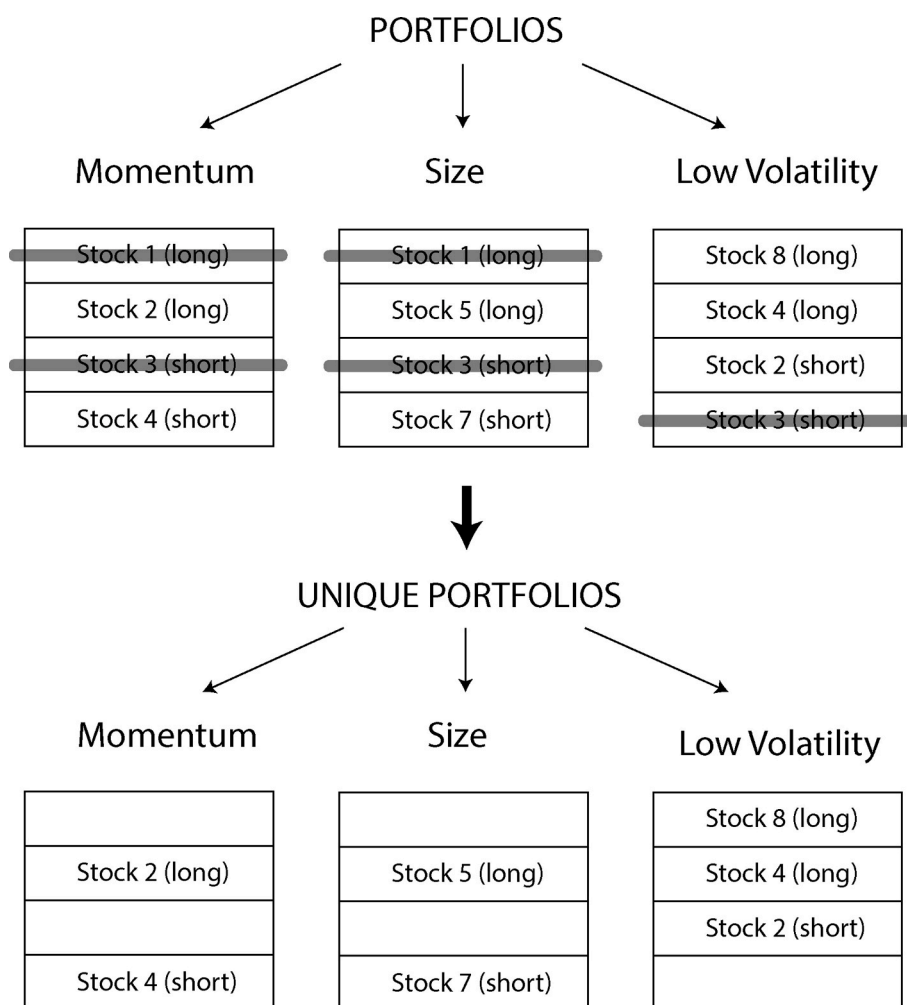 PORTFOLIOS
Momentum
Size
Low Volatility
Stock 1 (long)
Stock 1 (long)
Stock 8 (long)
Stock 2 (long)
Stock 5 (long)
Stock 4 (long)
Stock 3 (short)
Stock 3 (short)
Stock 2 (short)
Stock 4 (short)
Stock 7 (short)
Stock 3 (short)
UNIQUE PORTFOLIOS
Momentum
Size
Low Volatility
Stock 8 (long)
Stock 2 (long)
Stock 5 (long)
Stock 4 (long)
Stock 2 (short)
Stock 4 (short)
Stock 7 (short)